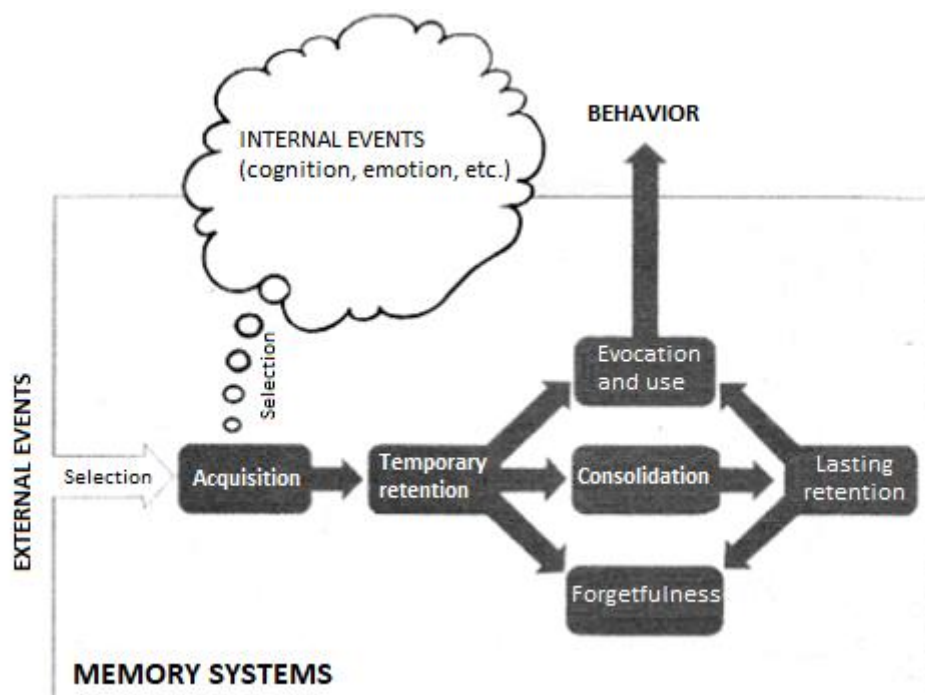 INTERNAL EVENTS
(cognition, emotion, etc.)
BEHAVIOR
Selection
Evocation
and use
EXTERNAL EVENTS
Selection
Acquisition
Temporary
retention
Consolidation
Lasting
retention
Forgetfulness
MEMORY SYSTEMS